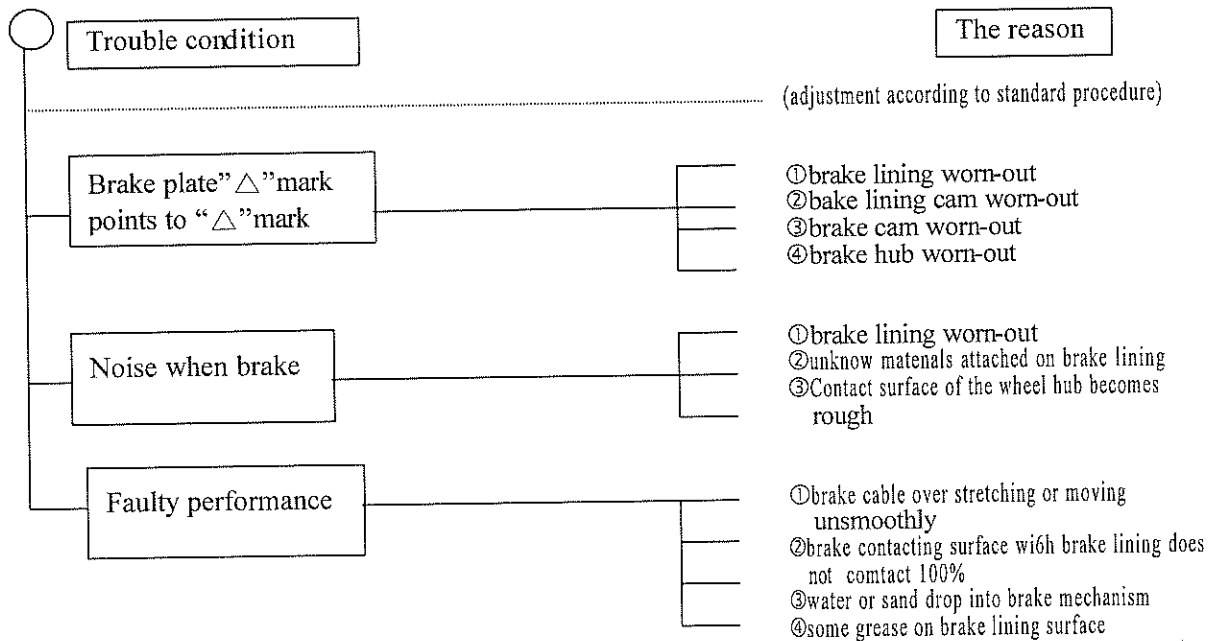 Trouble condition
The reason
(adjustment according to standard procedure)
Brake plate”△”mark
points to “△”mark
①brake lining worn-out
②bake lining cam worn-out
③brake cam worn-out
④brake hub worn-out
Noise when brake
①brake lining worn-out
②unknow matenals attached on brake lining
③Contact surface of the wheel hub becomes
rough
Faulty performance
①brake cable over stretching or moving
unsmoothly
②brake contacting surface wi6h brake lining does
not comtact 100%
③water or sand drop into brake mechanism
④some grease on brake lining surface